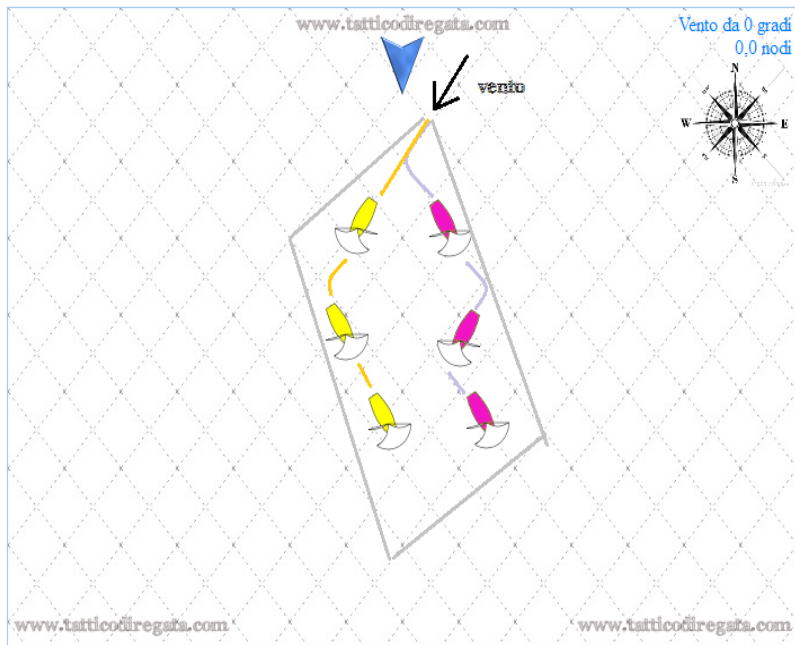 www.tatticodiregata.com
Vento da 0 gradi
0,0 nodi
vento
N
W
E
S
www.tatticodiregata.com
www.tatticodiregata.com